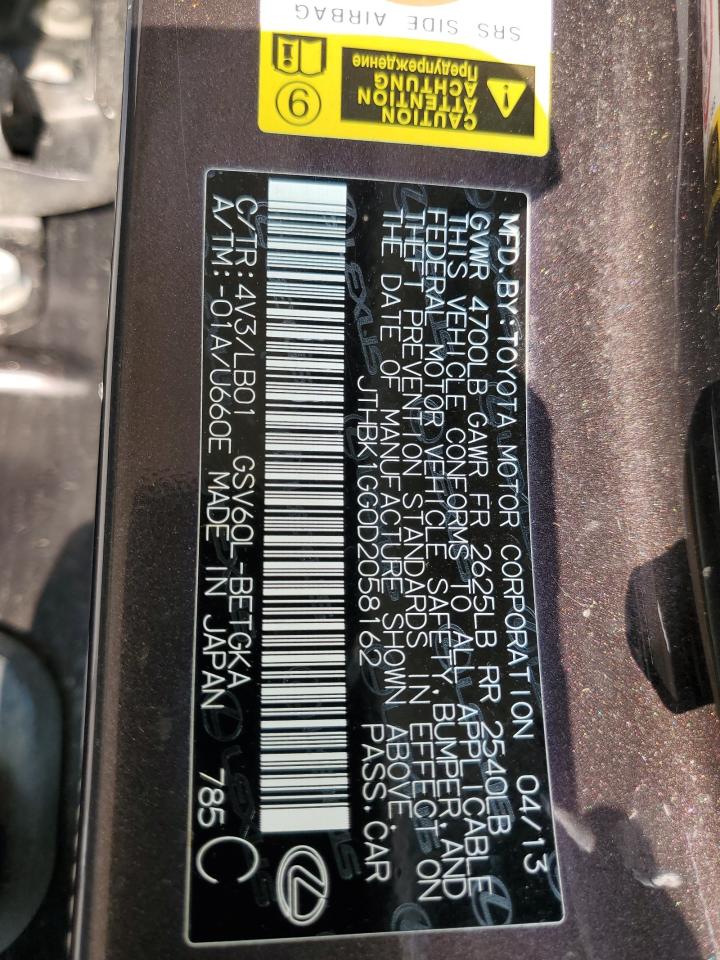 SRS SIDE AIRBAG
CAUTION
ATTENTION
ACHTUNG
Предупреждение
9
MFD.BY:TOYOTA MOTOR CORPORATION 04/13
GVWR 4700LB GAWR FR 2625LB RR 2540LB
THIS VEHICLE CONFORMS TO ALL APPLICABLE
FEDERAL MOTOR VEHICLE SAFETY,BUMPER,AND
THEFT PREVENTION STANDARDS IN EFFECT ON
THE DATE OF MANUFACTURE SHOWN ABOVE.
JTHBK1GG0D2058162 PASS.CAR
C/TR:4V3/LB01 GSV60L-BETGKA
A/TM:-01A/U660E MADE IN JAPAN 785 C